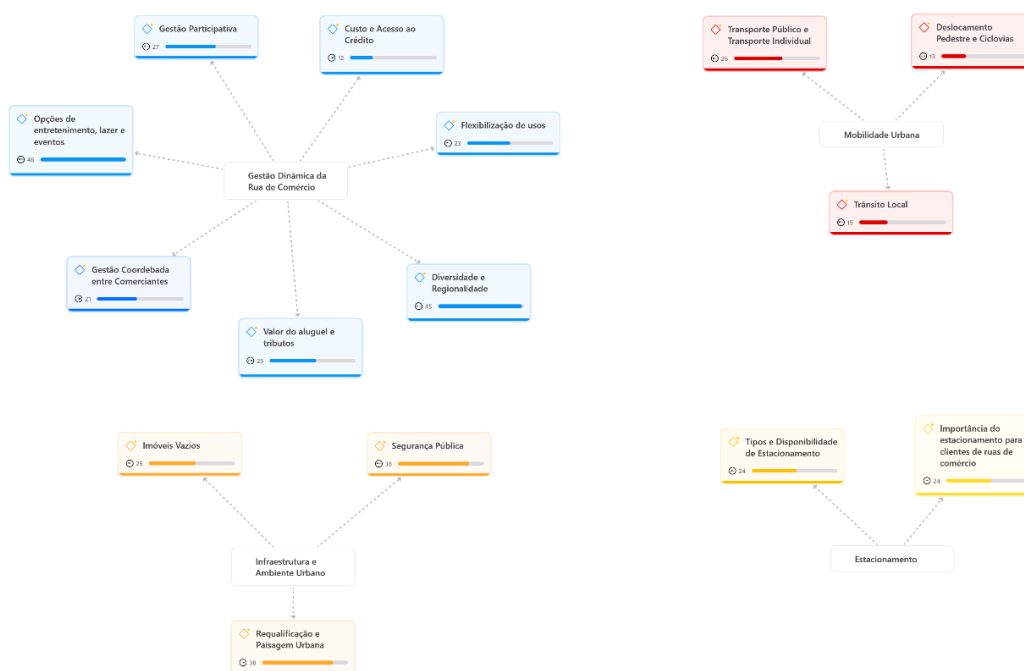 Gestão Participativa
27
Custo e Acesso ao
Crédito
12
Opções de
entretenimento, lazer e
eventos
46
Flexibilização de usos
23
Gestão Dinâmica da
Rua de Comércio
Gestão Coordebada
entre Comerciantes
21
Diversidade e
Regionalidade
45
Valor do aluguel e
tributos
25
Transporte Público e
Transporte Individual
26
Deslocamento
Pedestre e Ciclovias
13
Mobilidade Urbana
Trânsito Local
15
Imóveis Vazios
25
Segurança Pública
38
Infraestrutura e
Ambiente Urbano
Requalificação e
Paisagem Urbana
38
Tipos e Disponibilidade
de Estacionamento
24
Importância do
estacionamento para
clientes de ruas de
comércio
24
Estacionamento